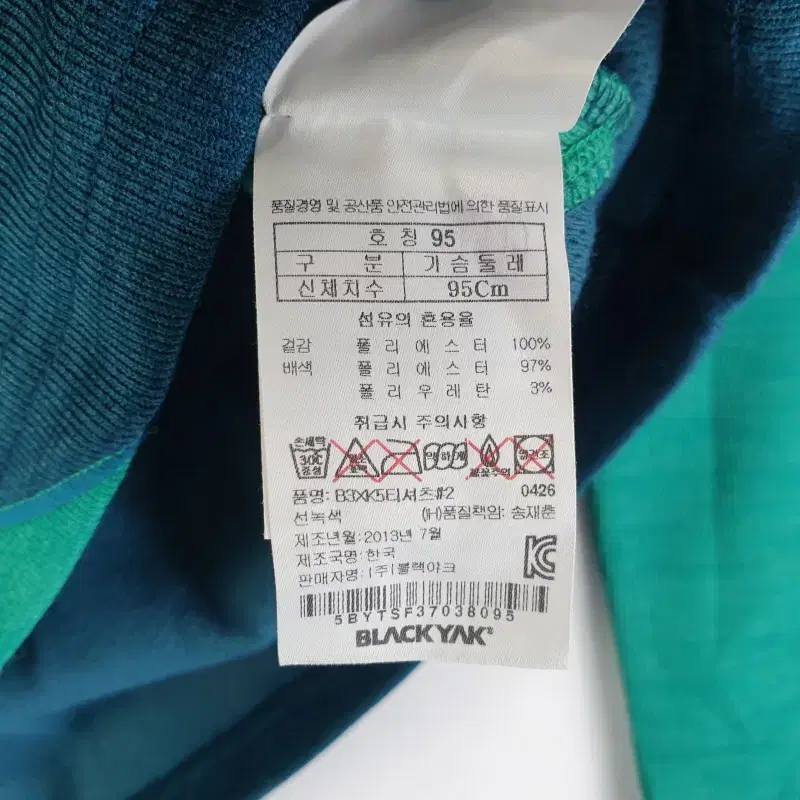 품질경영 및 공산품 안전관리법에 의한 품질표시
호 칭 95
구 분 가슴둘레
신체치수 95Cm
섬유의 혼용율
겉감 폴리에스터 100%
배색 폴리에스터 97%
폴리우레탄 3%
취급시 주의사항
손세탁
30C
중성
약하게
품명: B3XK5티셔츠#2 0426
선녹색 (IH)품질책임: 송재춘
제조년월:2013년 7월
제조국명:한국
판매자명:(주)블랙야크
5BYTSF37038095
BLACKYAK